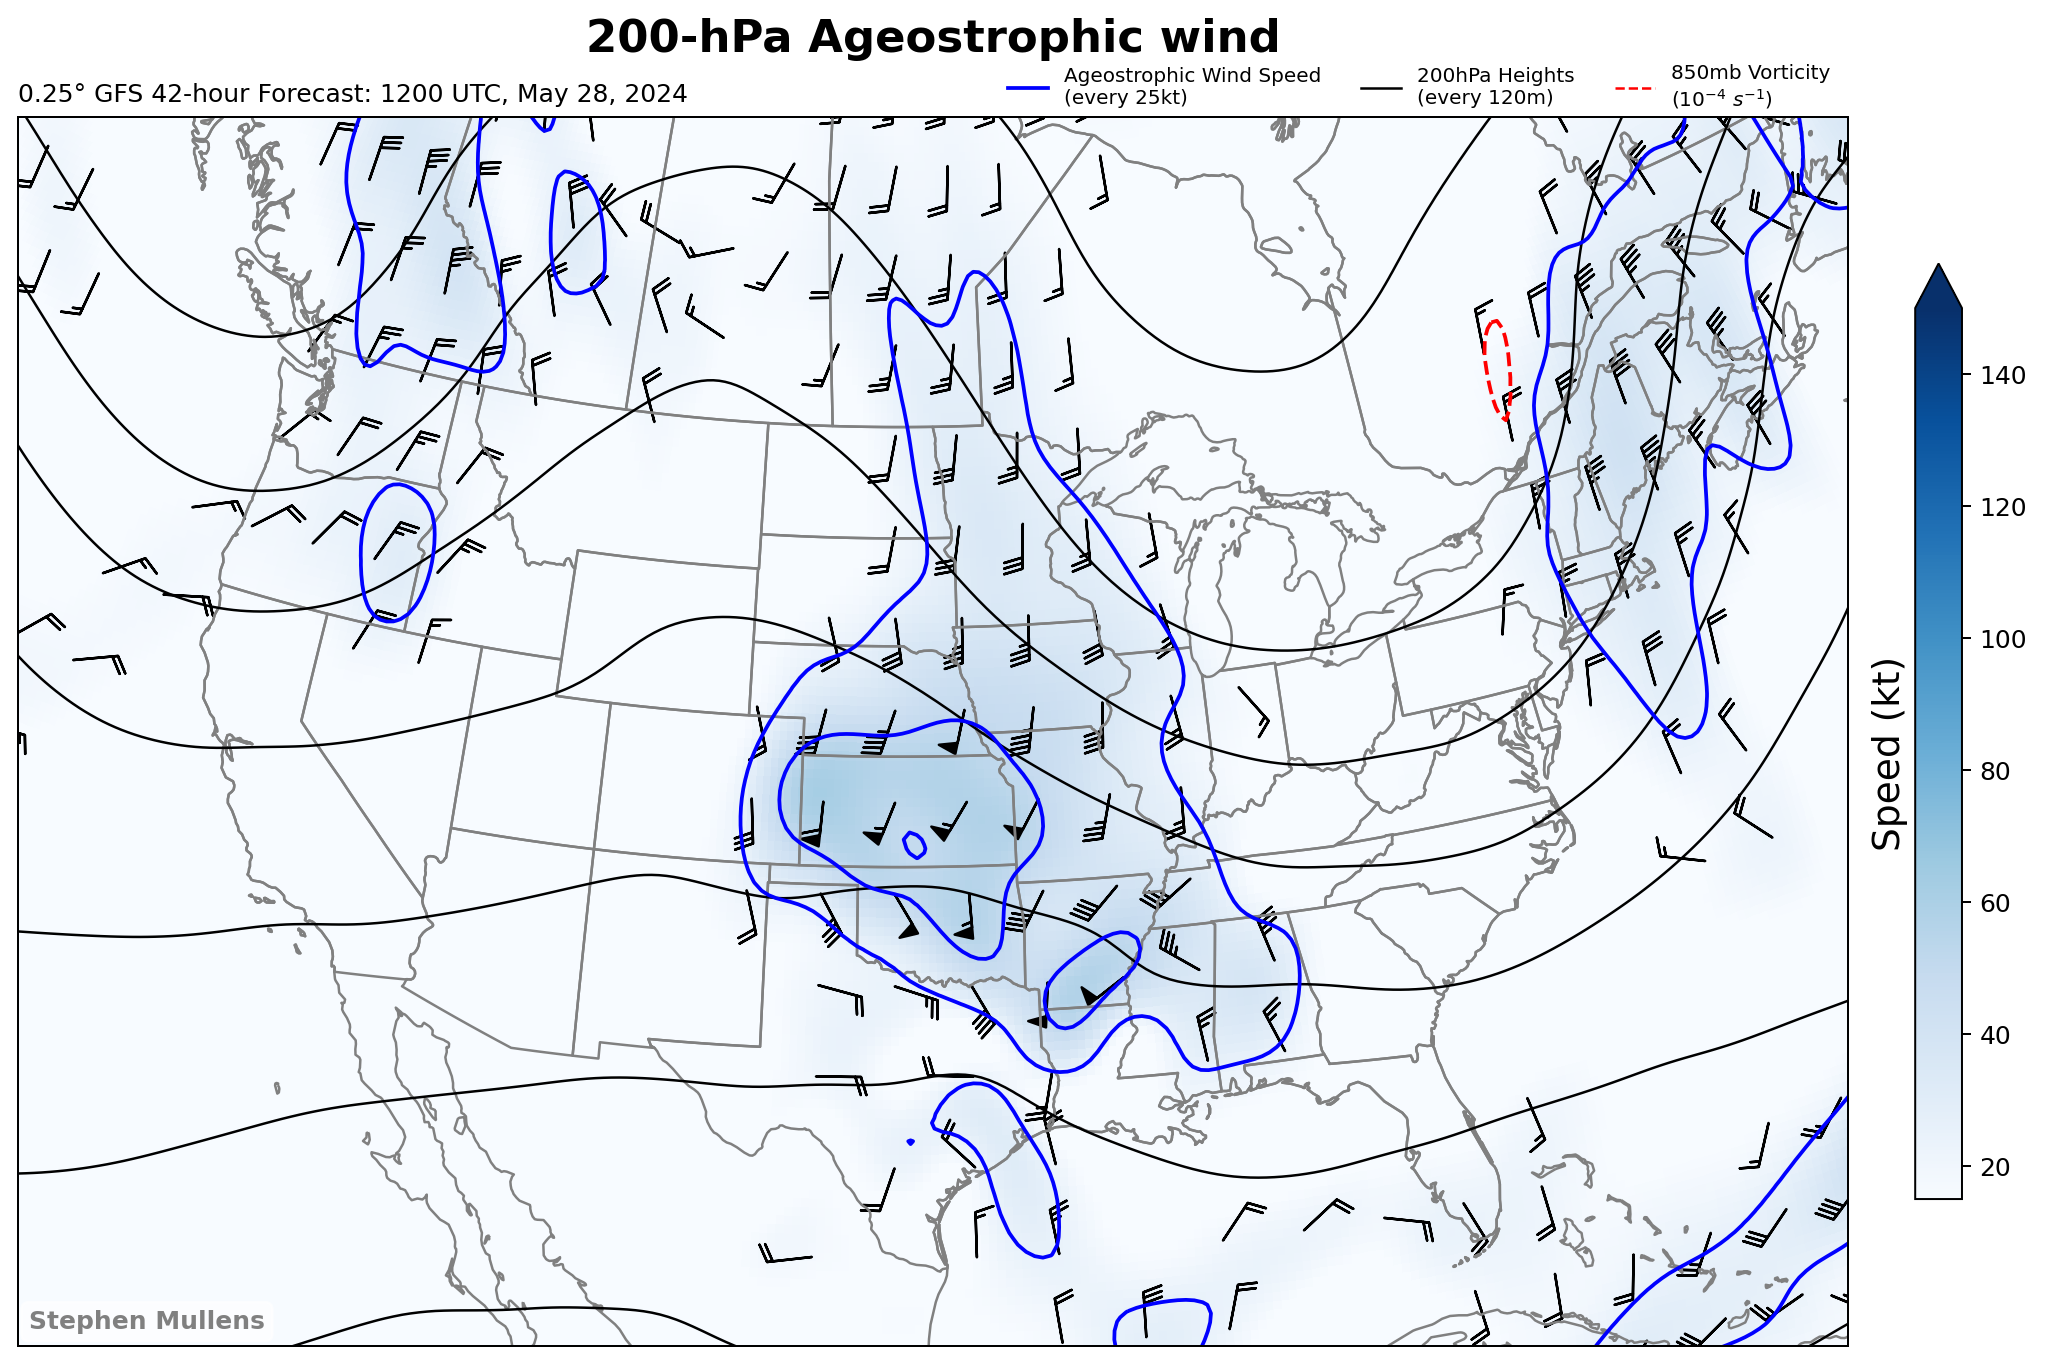 200-hPa Ageostrophic wind
0.25° GFS 42-hour Forecast: 1200 UTC, May 28, 2024
Ageostrophic Wind Speed
(every 25kt)
200hPa Heights
(every 120m)
850mb Vorticity
(10⁻⁴ s⁻¹)
140
120
100
80
60
40
20
Speed (kt)
Stephen Mullens